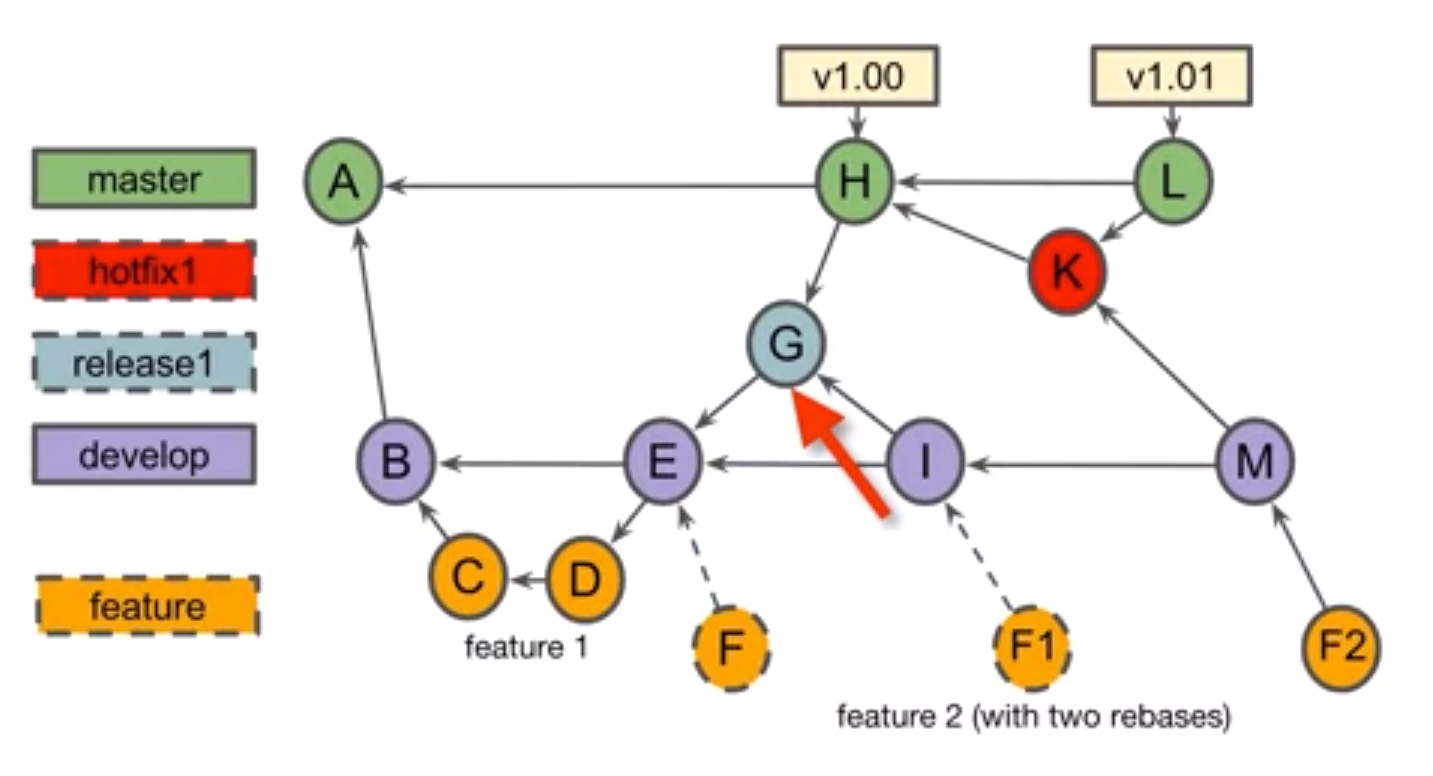 v1.00 v1.01
master A H L
hotfix1 K
release1 G
develop B E I M
feature C D F F1 F2
feature 1
feature 2 (with two rebases)